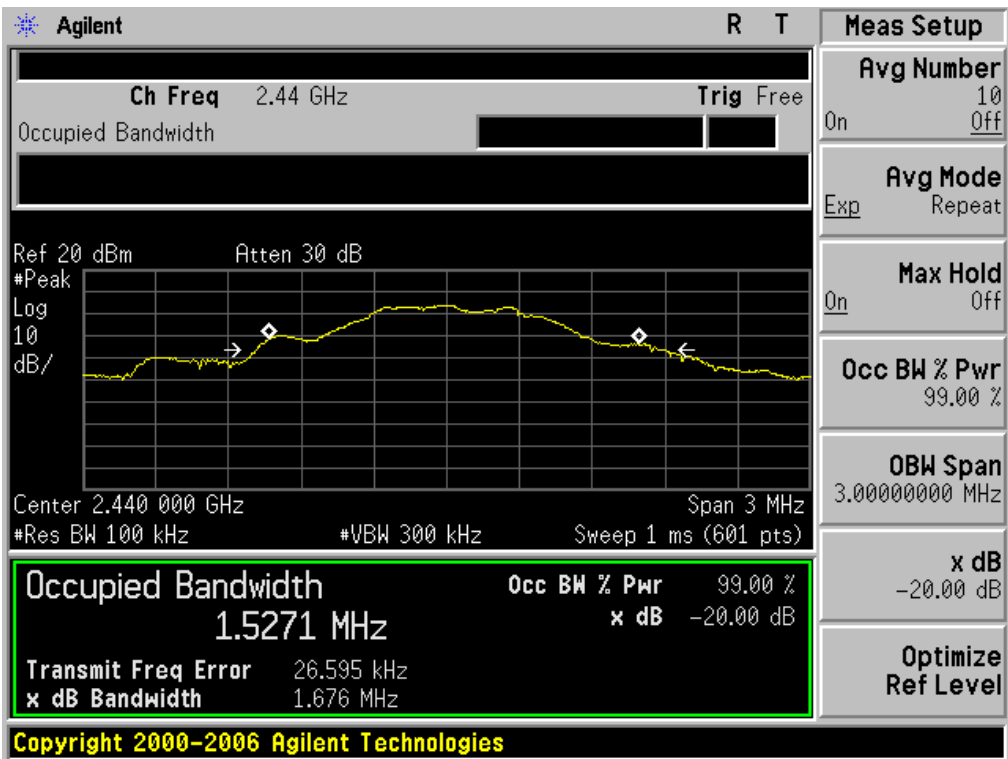 Agilent R T
Ch Freq 2.44 GHz Trig Free
Occupied Bandwidth
Ref 20 dBm Atten 30 dB
#Peak
Log
10
dB/
Center 2.440 000 GHz Span 3 MHz
#Res BW 100 kHz #VBW 300 kHz Sweep 1 ms (601 pts)
Occupied Bandwidth Occ BW % Pwr 99.00 %
1.5271 MHz x dB -20.00 dB
Transmit Freq Error 26.595 kHz
x dB Bandwidth 1.676 MHz
Copyright 2000-2006 Agilent Technologies
Meas Setup
Avg Number
10
On Off
Avg Mode
Exp Repeat
Max Hold
On Off
Occ BW % Pwr
99.00 %
OBW Span
3.00000000 MHz
x dB
-20.00 dB
Optimize
Ref Level